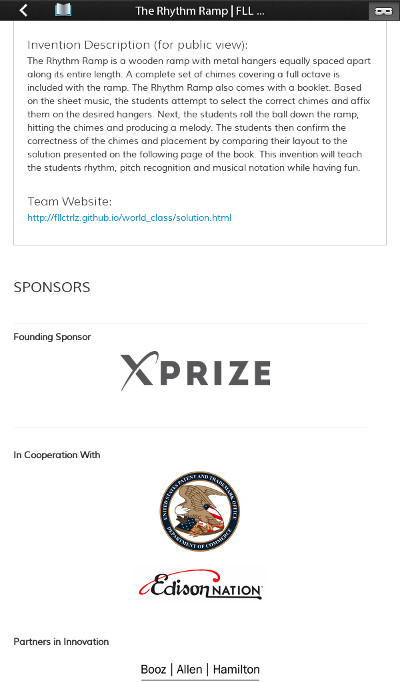 The Rhythm Ramp | FLL ...
Invention Description (for public view):
The Rhythm Ramp is a wooden ramp with metal hangers equally spaced apart
along its entire length. A complete set of chimes covering a full octave is
included with the ramp. The Rhythm Ramp also comes with a booklet. Based
on the sheet music, the students attempt to select the correct chimes and affix
them on the desired hangers. Next, the students roll the ball down the ramp,
hitting the chimes and producing a melody. The students then confirm the
correctness of the chimes and placement by comparing their layout to the
solution presented on the following page of the book. This invention will teach
the students rhythm, pitch recognition and musical notation while having fun.
Team Website:
http://fllctrlz.github.io/world_class/solution.html
SPONSORS
Founding Sponsor
XPRIZE
In Cooperation With
UNITED STATES PATENT AND TRADEMARK OFFICE
DEPARTMENT OF COMMERCE
Edison NATION
Partners in Innovation
Booz | Allen | Hamilton